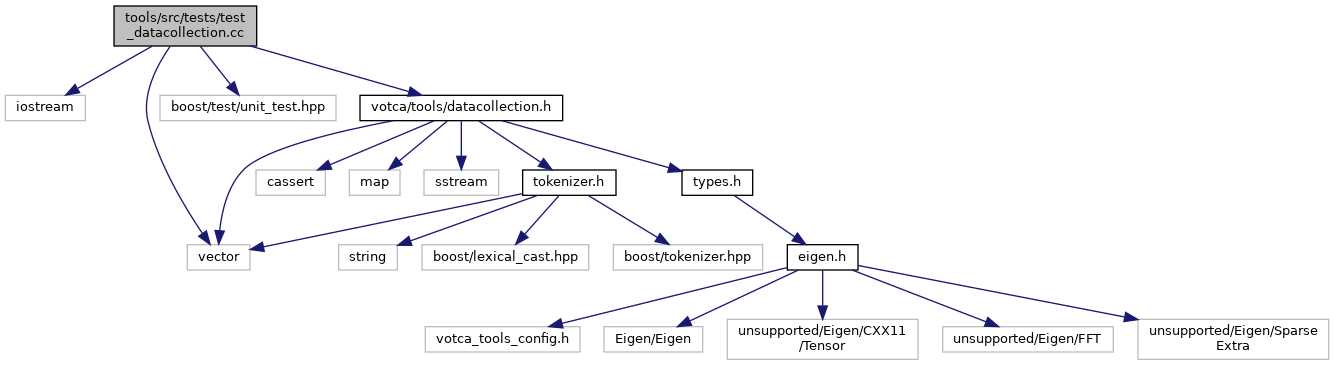 tools/src/tests/test
_datacollection.cc
iostream
boost/test/unit_test.hpp
votca/tools/datacollection.h
cassert
map
sstream
tokenizer.h
types.h
vector
string
boost/lexical_cast.hpp
boost/tokenizer.hpp
eigen.h
votca_tools_config.h
Eigen/Eigen
unsupported/Eigen/CXX11
/Tensor
unsupported/Eigen/FFT
unsupported/Eigen/Sparse
Extra